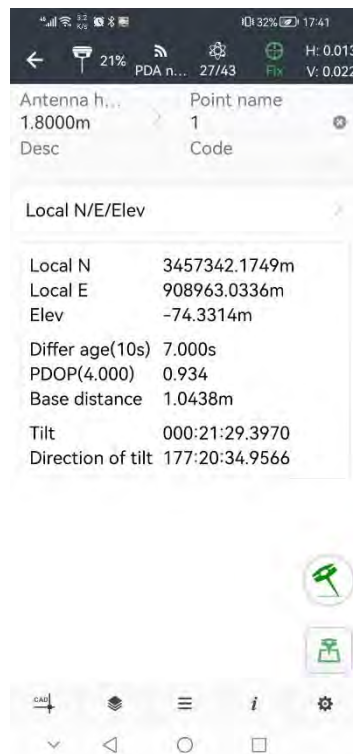 3.2 K/s 32% 17:41
21% PDA n... 27/43 Fix H: 0.013 V: 0.022
Antenna h... Point name
1.8000m 1
Desc Code
Local N/E/Elev
Local N 3457342.1749m
Local E 908963.0336m
Elev -74.3314m
Differ age(10s) 7.000s
PDOP(4.000) 0.934
Base distance 1.0438m
Tilt 000:21:29.3970
Direction of tilt 177:20:34.9566
CAD i